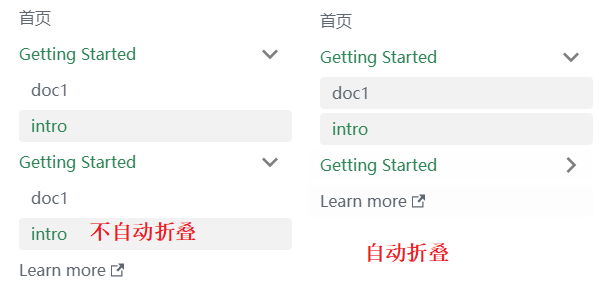 首页
Getting Started
doc1
intro
Getting Started
doc1
intro 不自动折叠
Learn more
首页
Getting Started
doc1
intro
Getting Started
Learn more
自动折叠